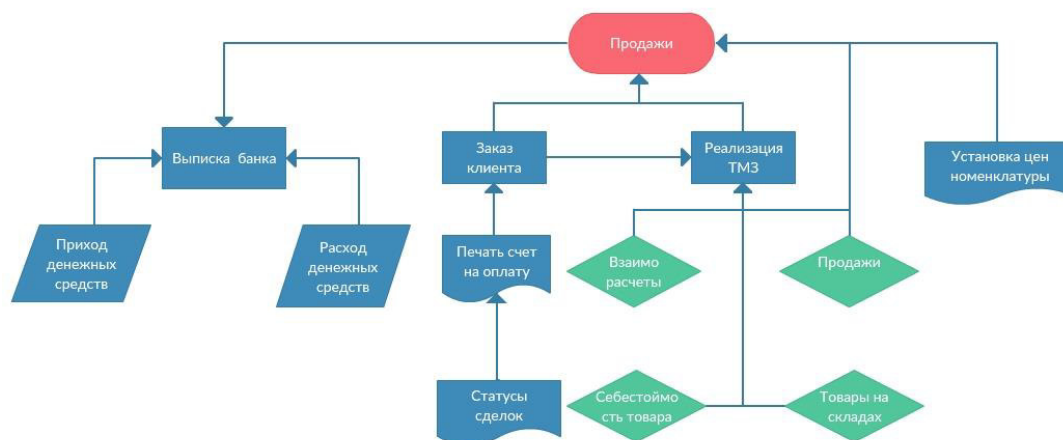 Продажи
Выписка банка
Заказ
клиента
Реализация
ТМЗ
Установка цен
номенклатуры
Приход
денежных
средств
Расход
денежных
средств
Печать счет
на оплату
Взаимо
расчеты
Продажи
Статусы
сделок
Себестоймо
сть товара
Товары на
складах